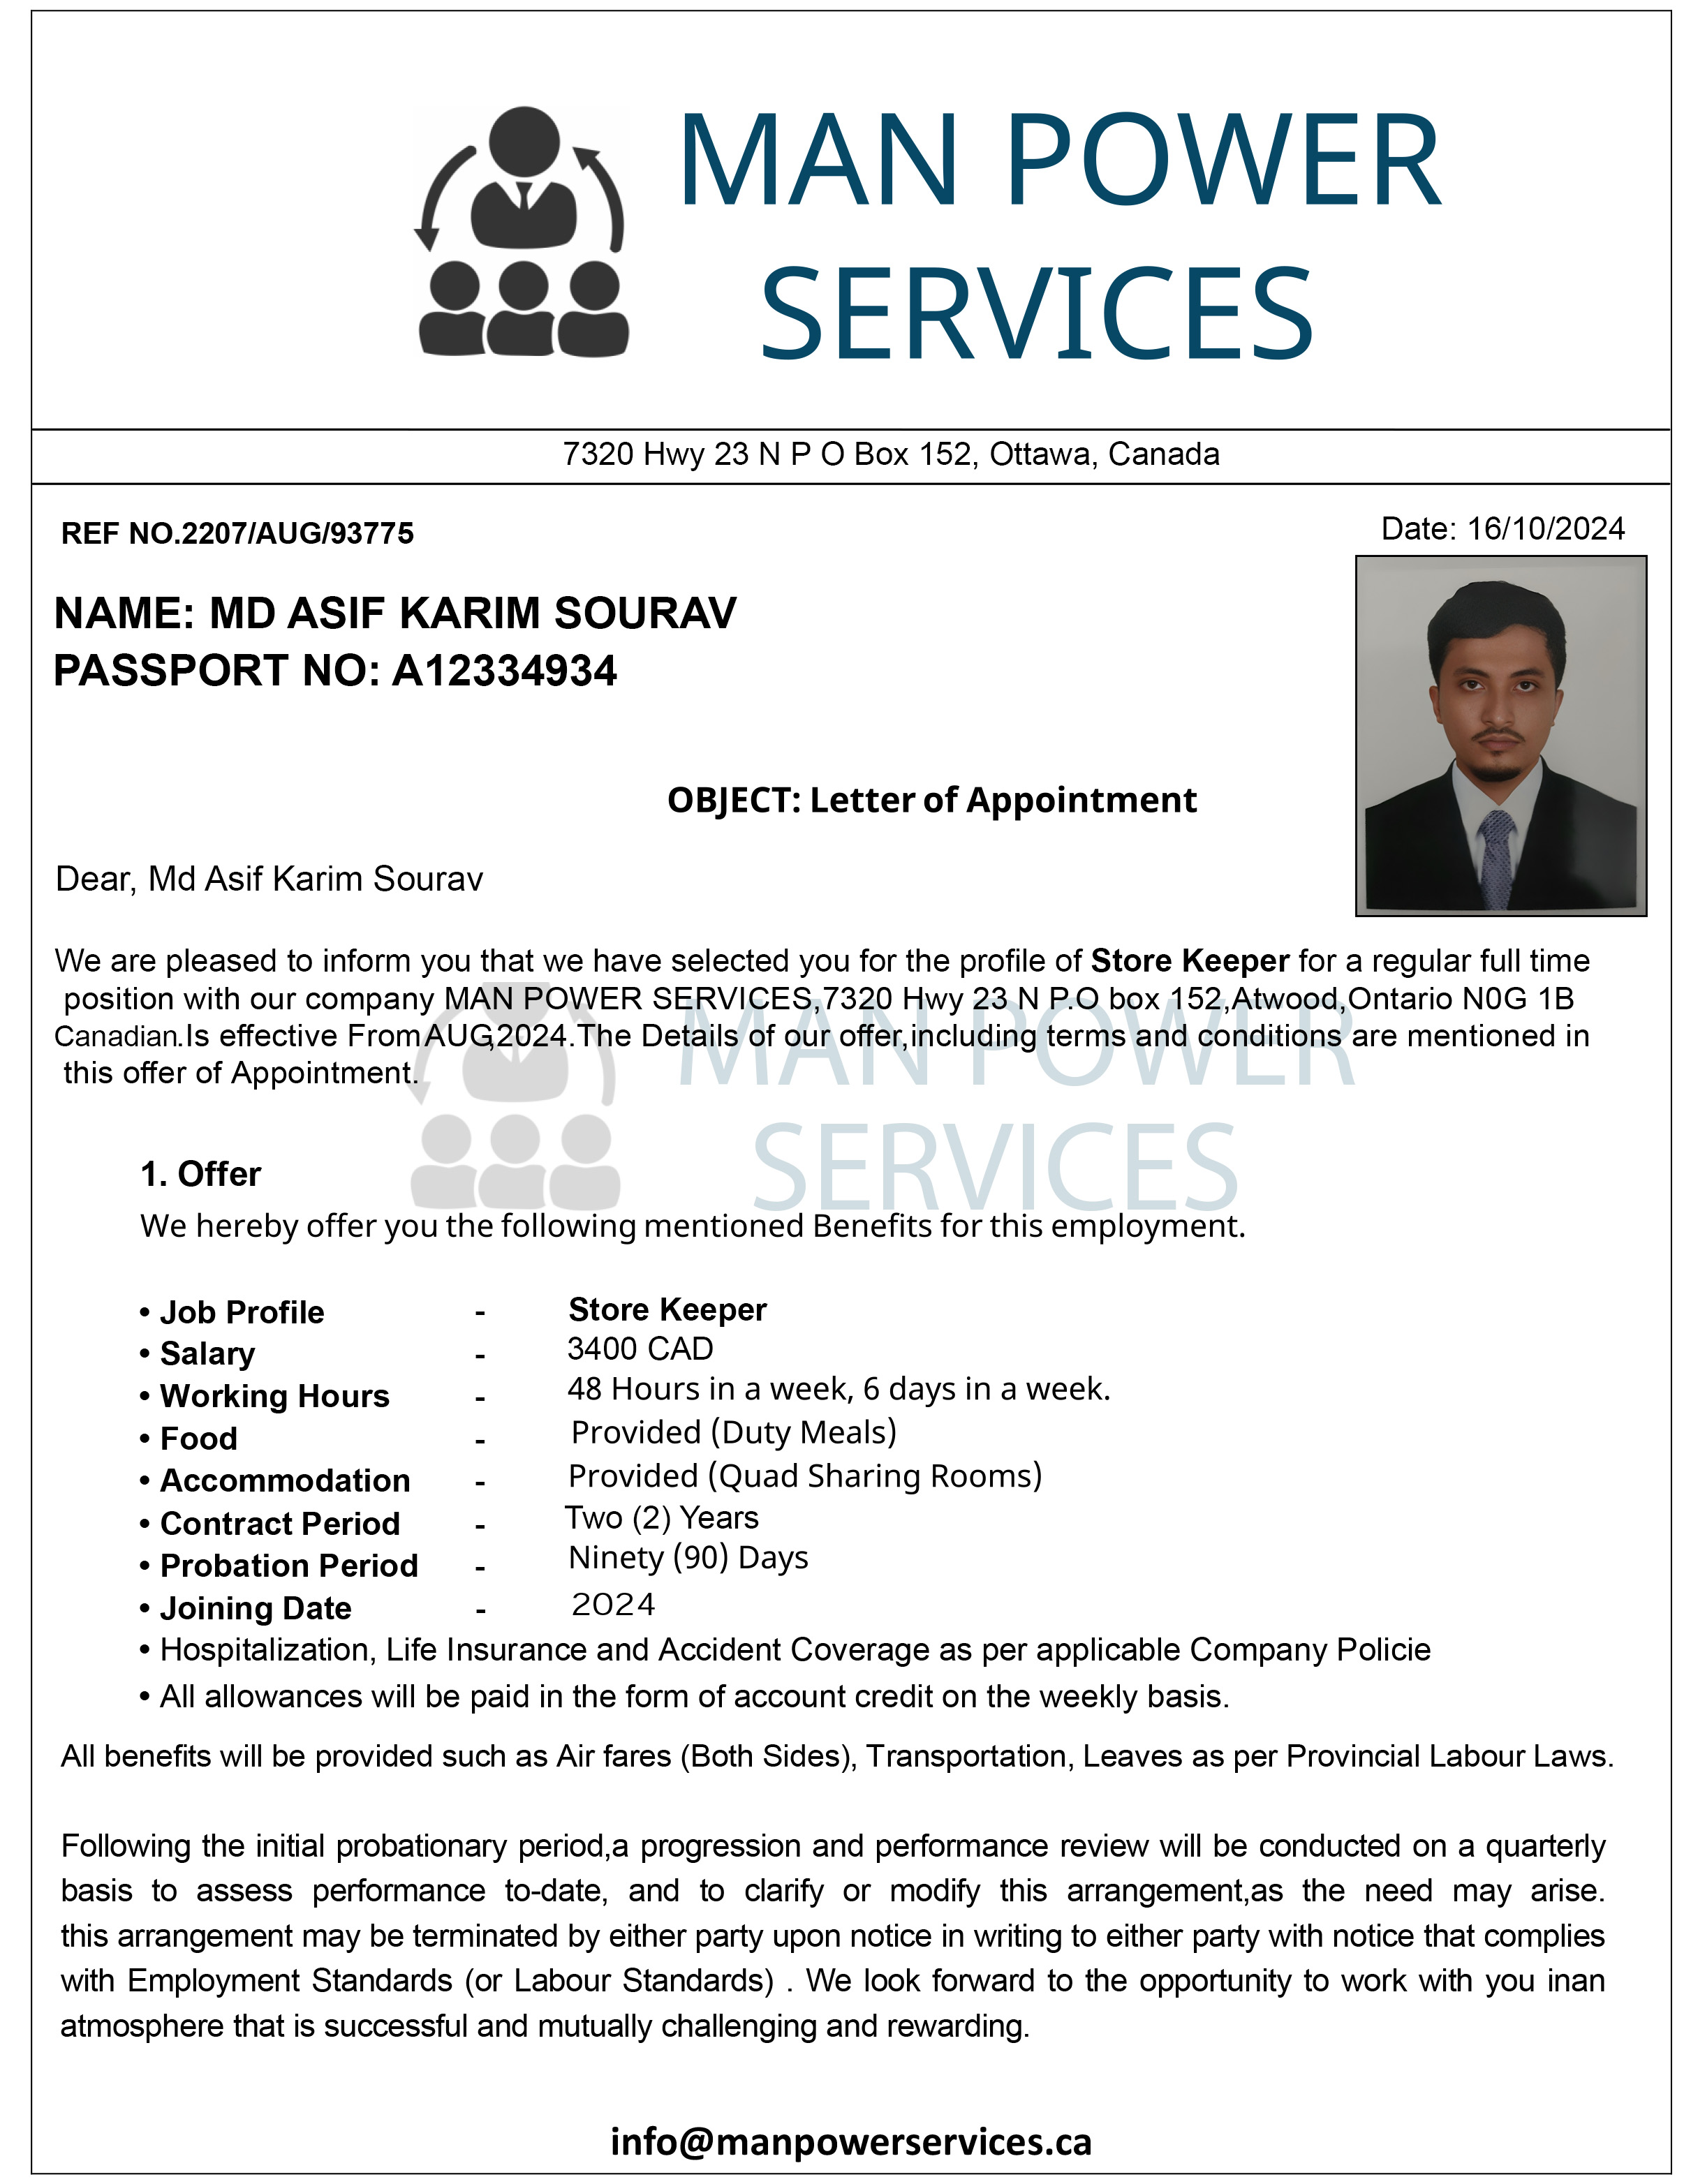 MAN POWER
SERVICES
7320 Hwy 23 N P O Box 152, Ottawa, Canada
REF NO.2207/AUG/93775
Date: 16/10/2024
NAME: MD ASIF KARIM SOURAV
PASSPORT NO: A12334934
OBJECT: Letter of Appointment
Dear, Md Asif Karim Sourav
We are pleased to inform you that we have selected you for the profile of Store Keeper for a regular full time
position with our company MAN POWER SERVICES,7320 Hwy 23 N P.O box 152,Atwood,Ontario N0G 1B
Canadian.Is effective From AUG,2024.The Details of our offer,including terms and conditions are mentioned in
this offer of Appointment.
MAN POWER
SERVICES
1. Offer
We hereby offer you the following mentioned Benefits for this employment.
• Job Profile - Store Keeper
• Salary - 3400 CAD
• Working Hours - 48 Hours in a week, 6 days in a week.
• Food - Provided (Duty Meals)
• Accommodation - Provided (Quad Sharing Rooms)
• Contract Period - Two (2) Years
• Probation Period - Ninety (90) Days
• Joining Date - 2024
• Hospitalization, Life Insurance and Accident Coverage as per applicable Company Policie
• All allowances will be paid in the form of account credit on the weekly basis.
All benefits will be provided such as Air fares (Both Sides), Transportation, Leaves as per Provincial Labour Laws.
Following the initial probationary period,a progression and performance review will be conducted on a quarterly
basis to assess performance to-date, and to clarify or modify this arrangement,as the need may arise.
this arrangement may be terminated by either party upon notice in writing to either party with notice that complies
with Employment Standards (or Labour Standards) . We look forward to the opportunity to work with you inan
atmosphere that is successful and mutually challenging and rewarding.
info@manpowerservices.ca